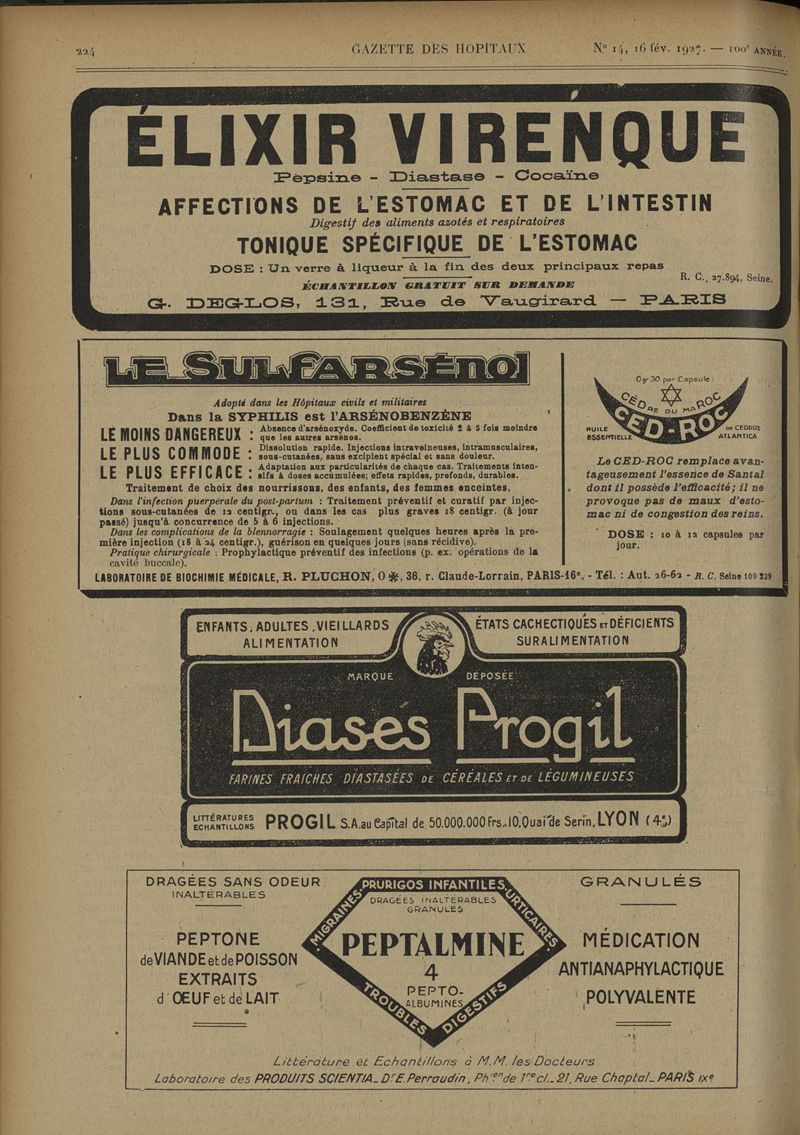 224 GAZETTE DES HOPITAUX N° 14, 16 fév. 1927. — 100e ANNÉE.
ÉLIXIR VIRENQUE
Pepsine - Diastase - Cocaïne
AFFECTIONS DE L'ESTOMAC ET DE L'INTESTIN
Digestif des aliments azotés et respiratoires
TONIQUE SPÉCIFIQUE DE L'ESTOMAC
DOSE : Un verre à liqueur à la fin des deux principaux repas
R. C. 27.894, Seine.
ÉCHANTILLON GRATUIT SUR DEMANDE
G. DEGLOS, 131, Rue de Vaugirard — PARIS
LE SULFARSÉNOL
Adopté dans les Hôpitaux civils et militaires
Dans la SYPHILIS est l'ARSÉNOBENZÈNE
LE MOINS DANGEREUX : Absence d'arsénoxyde. Coefficient de toxicité 2 à 5 fois moindre
que les autres arsénos.
LE PLUS COMMODE : Dissolution rapide. Injections intraveineuses, intramusculaires,
sous-cutanées, sans excipient spécial et sans douleur.
LE PLUS EFFICACE : Adaptation aux particularités de chaque cas. Traitements inten-
sifs à doses accumulées; effets rapides, profonds, durables.
Traitement de choix des nourrissons, des enfants, des femmes enceintes.
Dans l'infection puerpérale du post-partum : Traitement préventif et curatif par injec-
tions sous-cutanées de 12 centigr., ou dans les cas plus graves 18 centigr. (à jour
passé) jusqu'à concurrence de 5 à 6 injections.
Dans les complications de la blennorragie : Soulagement quelques heures après la pre-
mière injection (18 à 24 centigr.), guérison en quelques jours (sans récidive).
Pratique chirurgicale : Prophylactique préventif des infections (p. ex. opérations de la
cavité buccale).
0gr30 par Capsule
CÈDRE DU MAROC
CED-ROC
HUILE ESSENTIELLE
DE CEDRUS ATLANTICA
Le CED-ROC remplace avan-
tageusement l'essence de Santal
dont il possède l'efficacité; il ne
provoque pas de maux d'esto-
mac ni de congestion des reins.
DOSE : 10 à 12 capsules par
jour.
LABORATOIRE DE BIOCHIMIE MÉDICALE, R. PLUCHON, O ✻, 36, r. Claude-Lorrain, PARIS-16e. - Tél. : Aut. 26-62 - R. C. Seine 109 239
ENFANTS, ADULTES, VIEILLARDS
ALIMENTATION
ÉTATS CACHECTIQUES ET DÉFICIENTS
SURALIMENTATION
MARQUE DÉPOSÉE
Diasés Progil
FARINES FRAICHES DIASTASÉES DE CÉRÉALES ET DE LÉGUMINEUSES
LITTÉRATURES
ECHANTILLONS
PROGIL S.A. au Capital de 50.000.000 Frs., 10, Quai de Serin, LYON (4e)
DRAGÉES SANS ODEUR
INALTÉRABLES
PEPTONE
de VIANDE et de POISSON
EXTRAITS
d'OEUF et de LAIT
PRURIGOS INFANTILES
MIGRAINES
URTICAIRES
DRAGÉES INALTÉRABLES
GRANULÉS
PEPTALMINE
4
PEPTO-
ALBUMINES
TROUBLES DIGESTIFS
GRANULÉS
MÉDICATION
ANTIANAPHYLACTIQUE
POLYVALENTE
Littérature et Echantillons à M.M. les Docteurs
Laboratoire des PRODUITS SCIENTIA_ Dr E. Perraudin, Phien de 1re cl._ 21, Rue Chaptal_ PARIS IXe